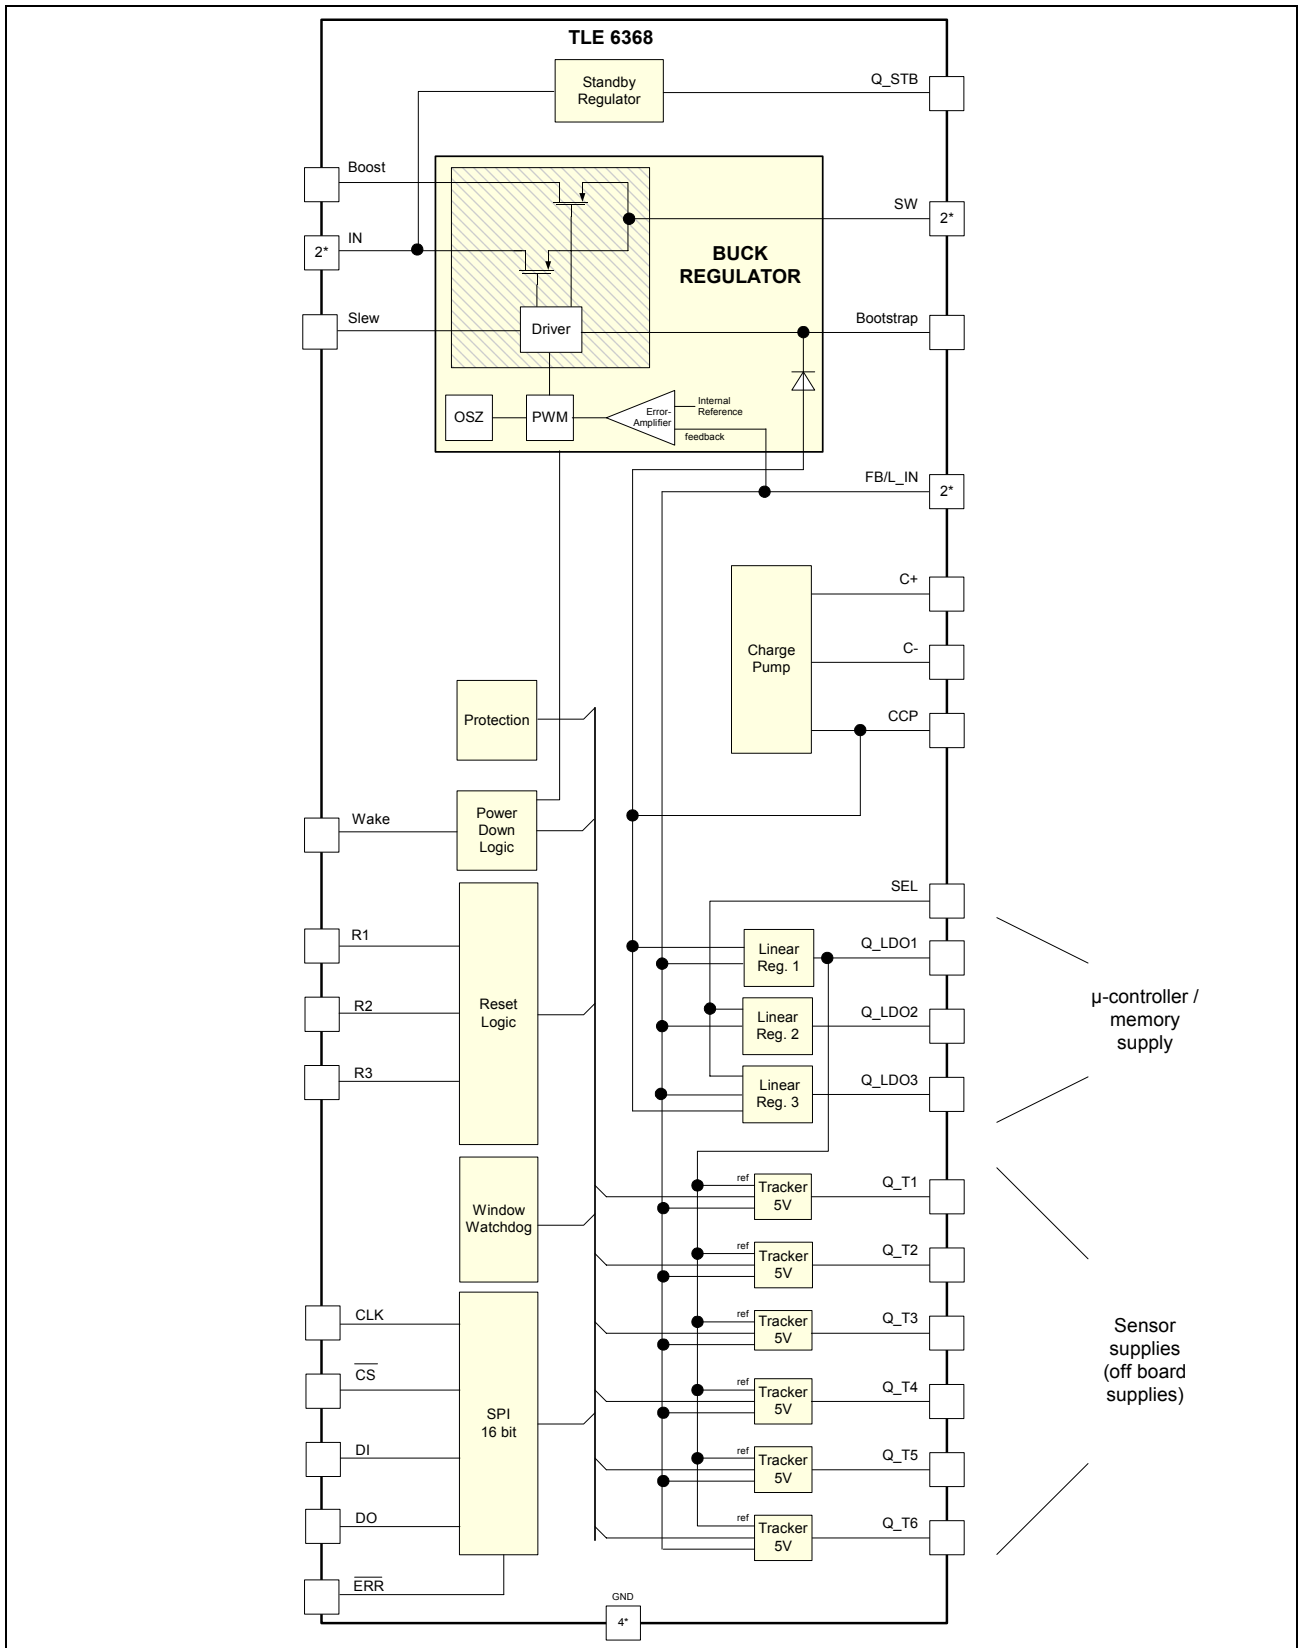 TLE 6368
Standby
Regulator
Q_STB
Boost
SW
2*
IN
2*
BUCK
REGULATOR
Slew
Driver
Bootstrap
OSZ
PWM
Error-
Amplifier
Internal
Reference
feedback
FB/L_IN
2*
C+
Charge
Pump
C-
CCP
Protection
Wake
Power
Down
Logic
SEL
R1
R2
R3
Reset
Logic
Linear
Reg. 1
Q_LDO1
Linear
Reg. 2
Q_LDO2
Linear
Reg. 3
Q_LDO3
µ-controller /
memory
supply
Window
Watchdog
ref
Tracker
5V
Q_T1
ref
Tracker
5V
Q_T2
ref
Tracker
5V
Q_T3
ref
Tracker
5V
Q_T4
ref
Tracker
5V
Q_T5
ref
Tracker
5V
Q_T6
Sensor
supplies
(off board
supplies)
CLK
CS
DI
DO
ERR
SPI
16 bit
GND
4*